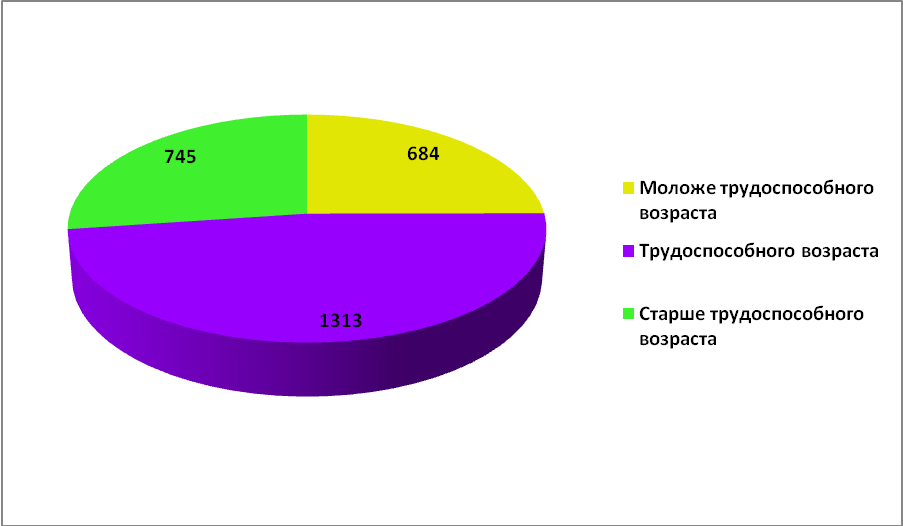 745
684
1313
Моложе трудоспособного
возраста
Трудоспособного возраста
Старше трудоспособного
возраста